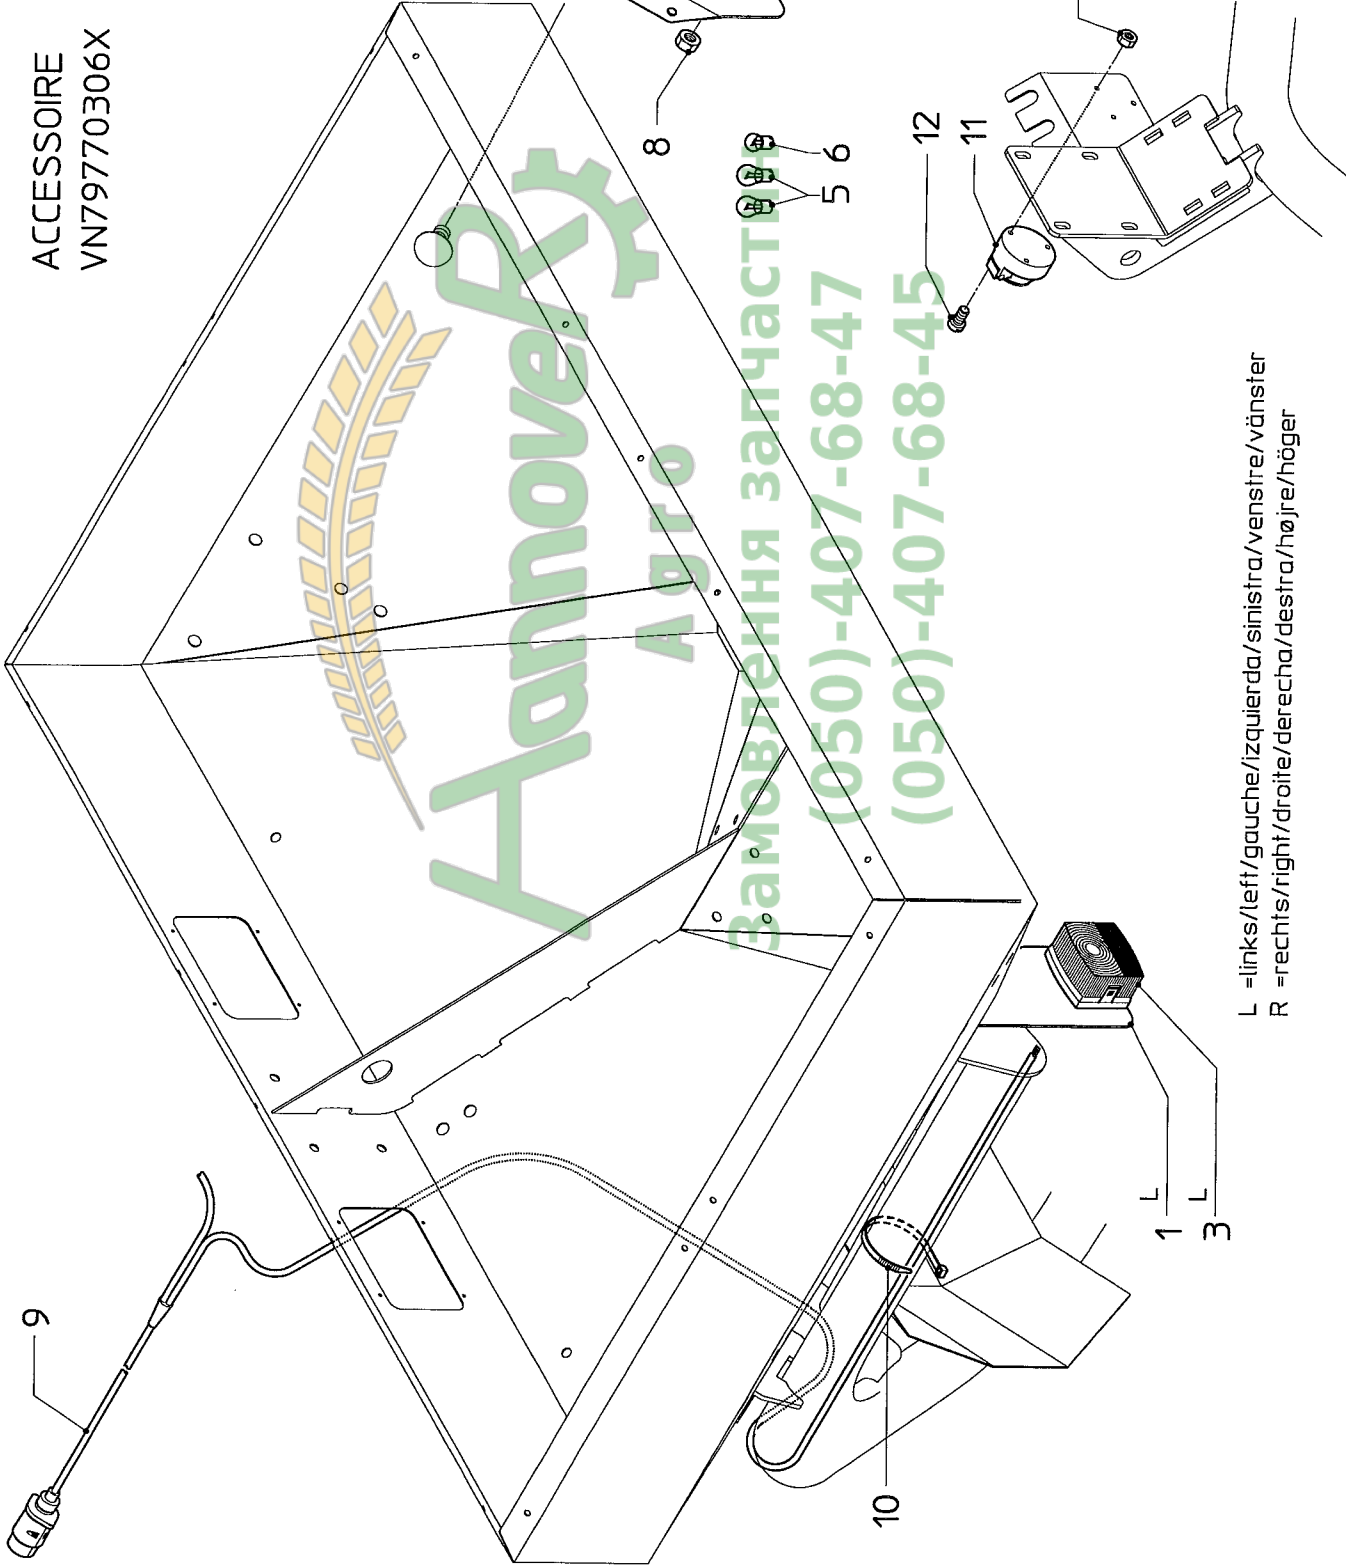 ACCESSOIRE
VN79770306X
8
6
5
12
11
9
10
1 L
3 L
L =links/left/gauche/izquierda/sinistra/venstre/vänster
R =rechts/right/droite/derecha/destra/højre/höger
HannoveR
Agro
Замовлення запчастин
(050)-407-68-47
(050)-407-68-45